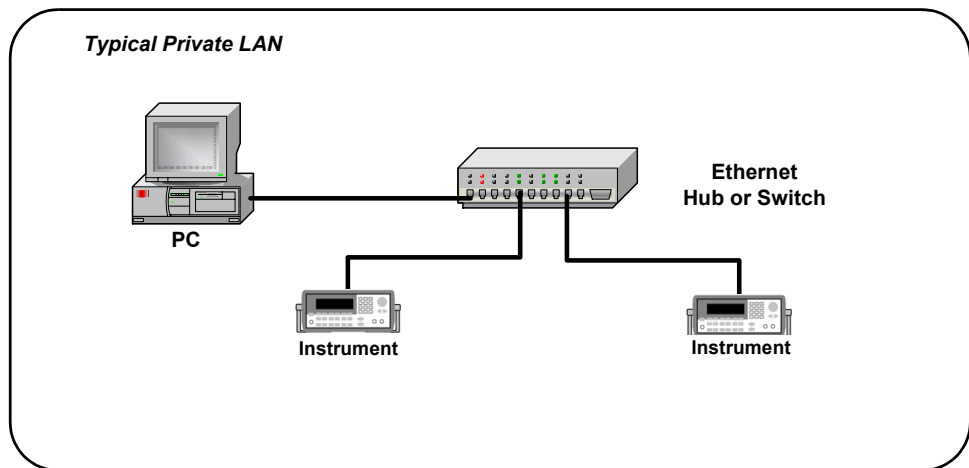 Typical Private LAN
Ethernet
Hub or Switch
PC
Instrument
Instrument